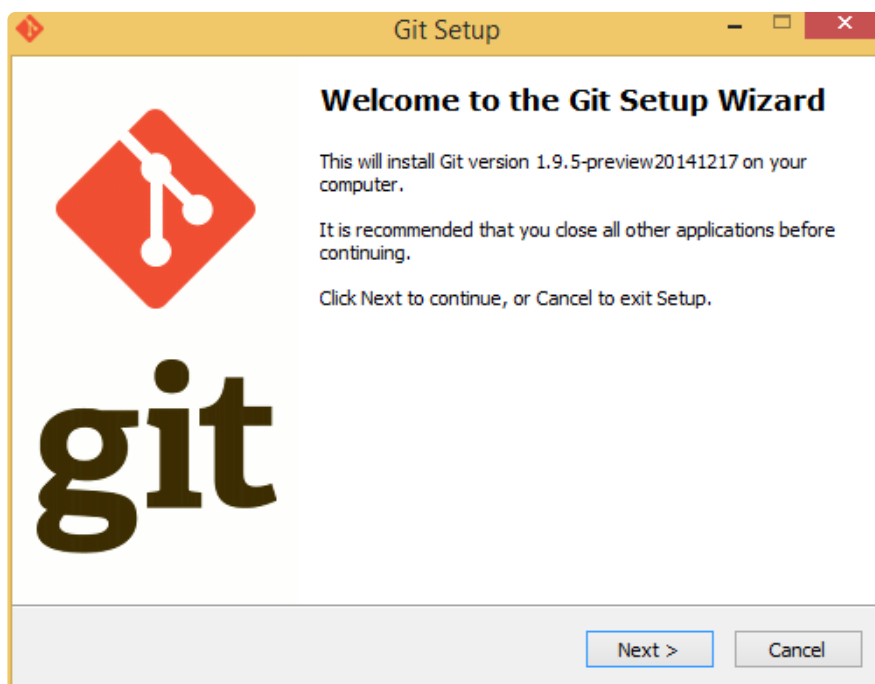 Git Setup
Welcome to the Git Setup Wizard
This will install Git version 1.9.5-preview20141217 on your
computer.
It is recommended that you close all other applications before
continuing.
Click Next to continue, or Cancel to exit Setup.
git
Next >
Cancel